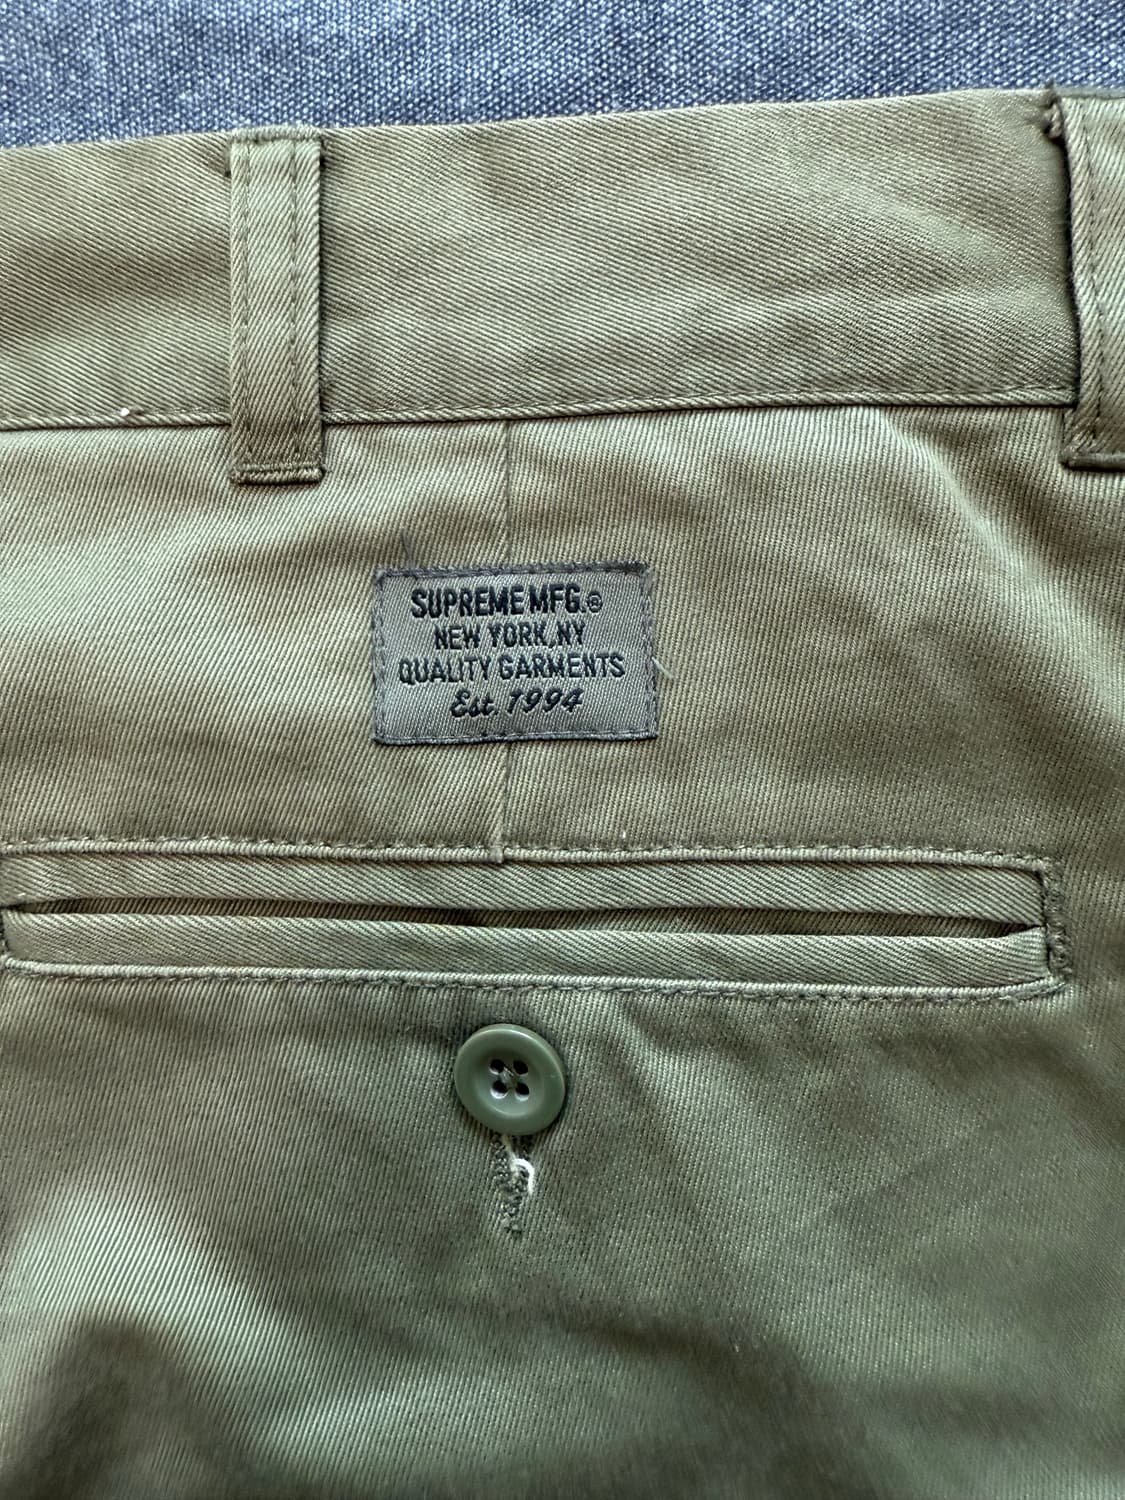 SUPREME MFG.®
NEW YORK, NY
QUALITY GARMENTS
Est. 1994